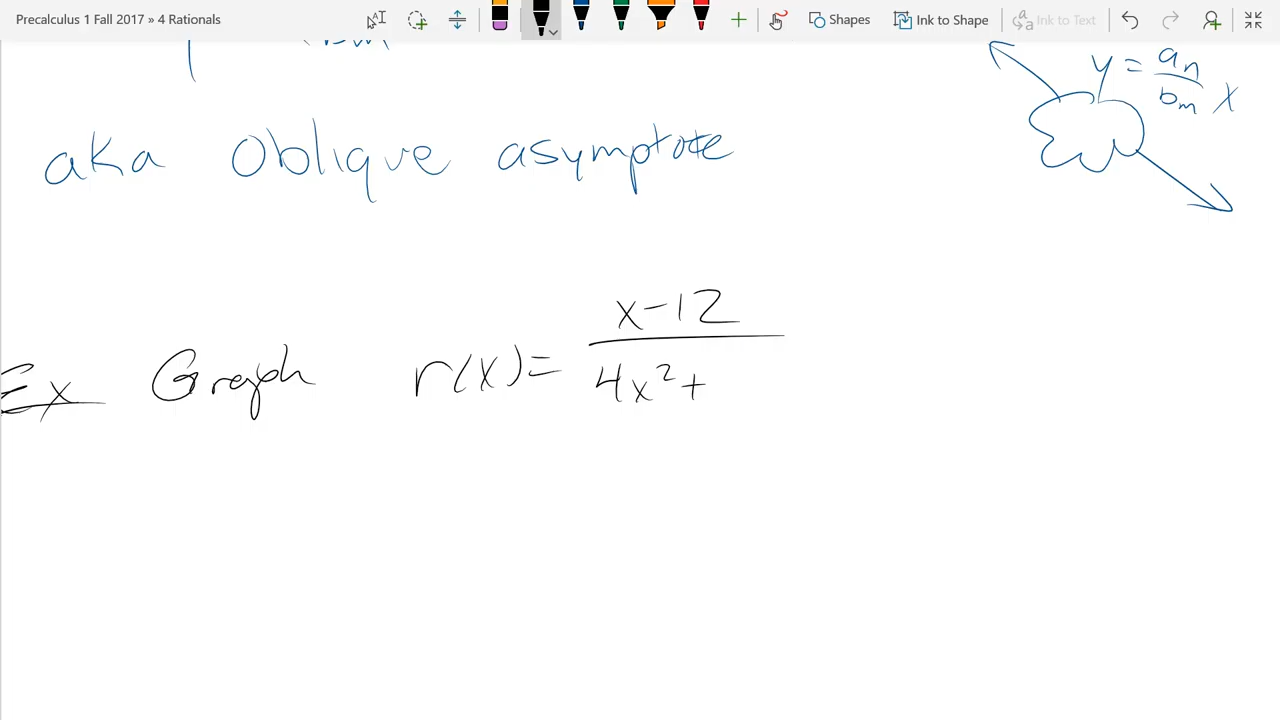 Precalculus 1 Fall 2017 » 4 Rationals
Shapes
Ink to Shape
Ink to Text
y = an/bm x
aka Oblique asymptote
Ex Graph r(x) = x-12
4x² +